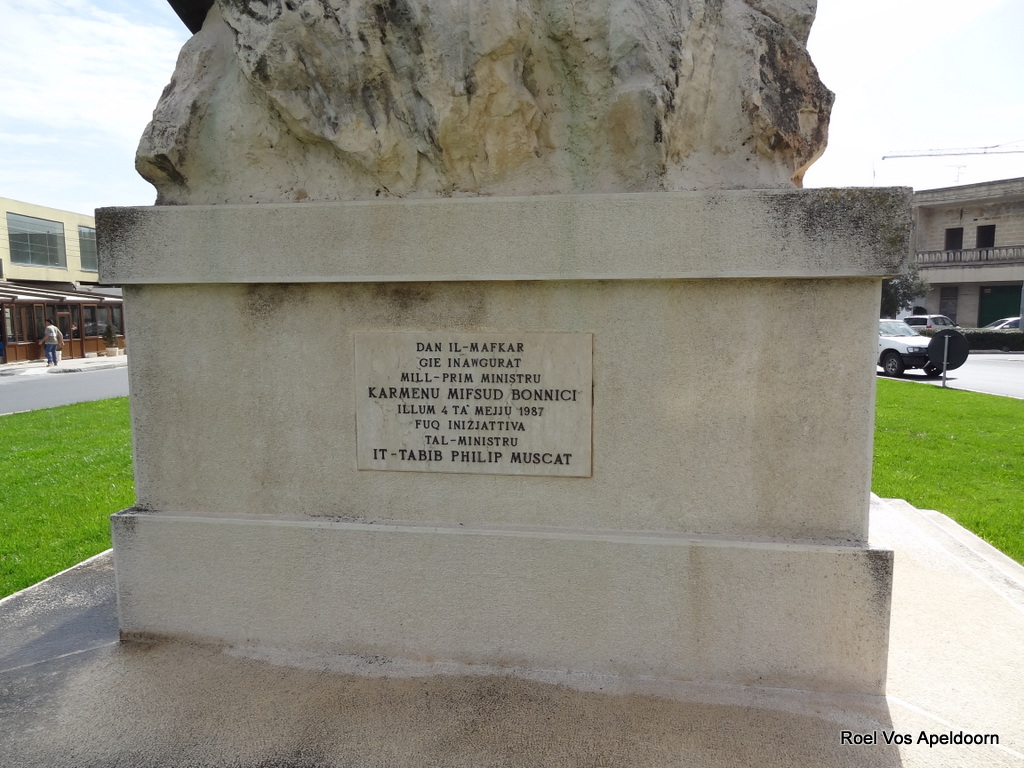 DAN IL-MAFKAR
ĠIE INAWGURAT
MILL-PRIM MINISTRU
KARMENU MIFSUD BONNICI
ILLUM 4 TA' MEJJU 1987
FUQ INIŻJATTIVA
TAL-MINISTRU
IT-TABIB PHILIP MUSCAT
Roel Vos Apeldoorn